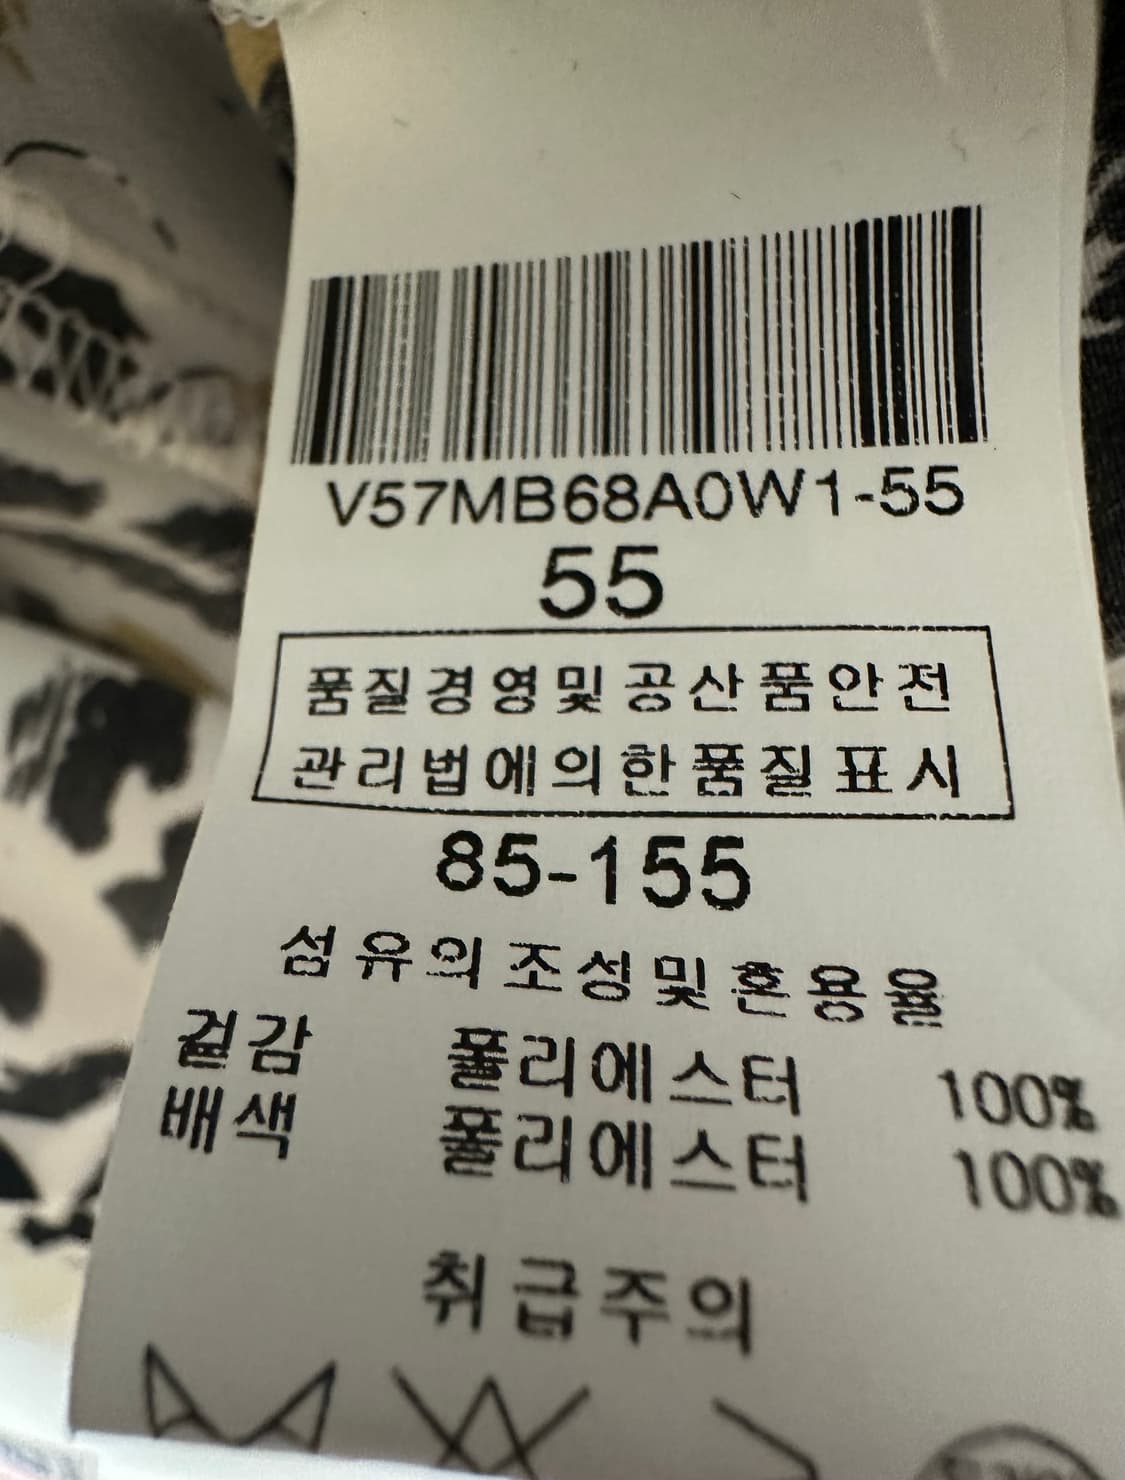 V57MB68A0W1-55
55
품질경영및공산품안전
관리법에의한품질표시
85-155
섬유의조성및혼용율
겉감 폴리에스터 100%
배색 폴리에스터 100%
취급주의